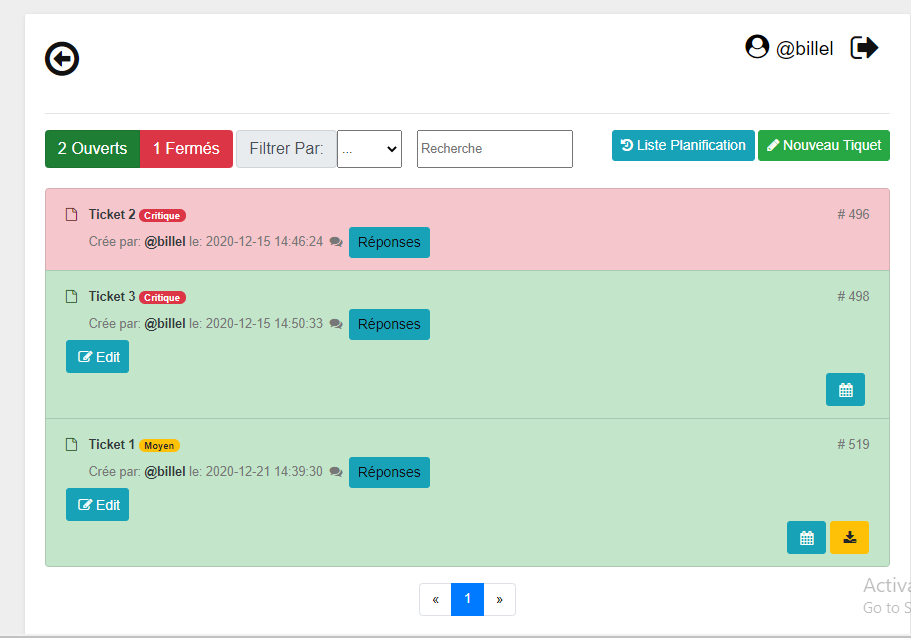 @billel
2 Ouverts 1 Fermés Filtrer Par: ... Recherche Liste Planification Nouveau Tiquet
Ticket 2 Critique # 496
Crée par: @billel le: 2020-12-15 14:46:24 Réponses
Ticket 3 Critique # 498
Crée par: @billel le: 2020-12-15 14:50:33 Réponses
Edit
Ticket 1 Moyen # 519
Crée par: @billel le: 2020-12-21 14:39:30 Réponses
Edit
« 1 »
Activa
Go to S